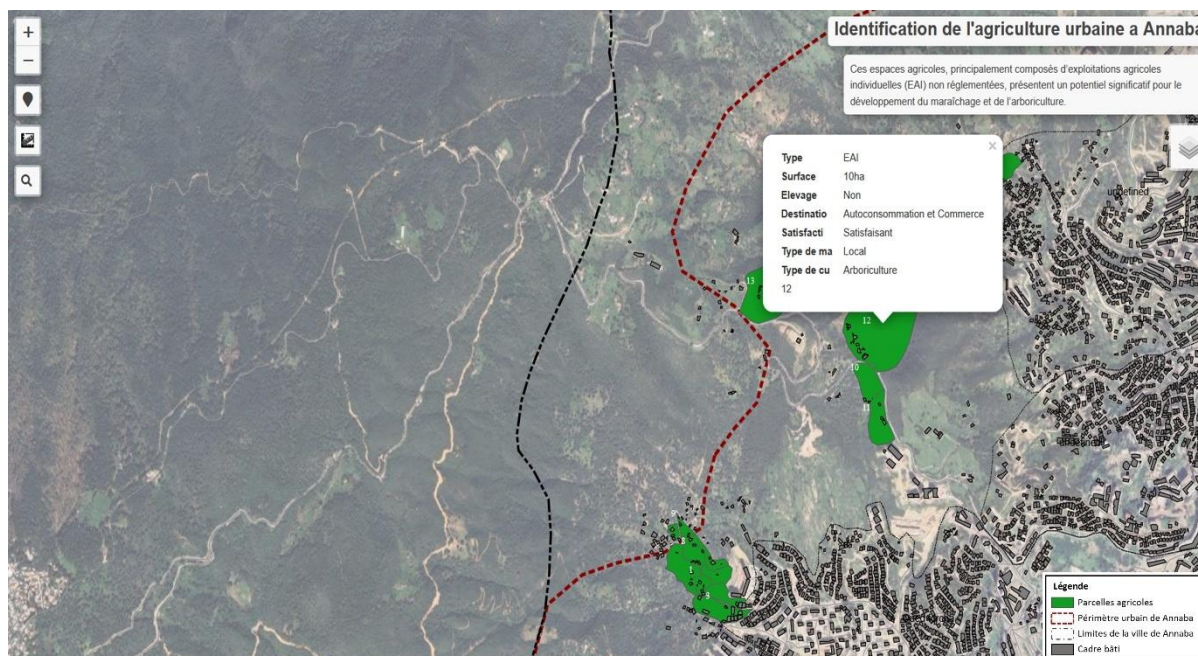 +
−
Identification de l'agriculture urbaine a Annaba
Ces espaces agricoles, principalement composés d'exploitations agricoles
individuelles (EAI) non règlementées, présentent un potentiel significatif pour le
développement du maraîchage et de l'arboriculture.
×
Type EAI
Surface 10ha
Elevage Non
Destinatio Autoconsommation et Commerce
Satisfacti Satisfaisant
Type de ma Local
Type de cu Arboriculture
12
undefined
13
12
10
11
1
Légende
Parcelles agricoles
Périmètre urbain de Annaba
Limites de la ville de Annaba
Cadre bâti